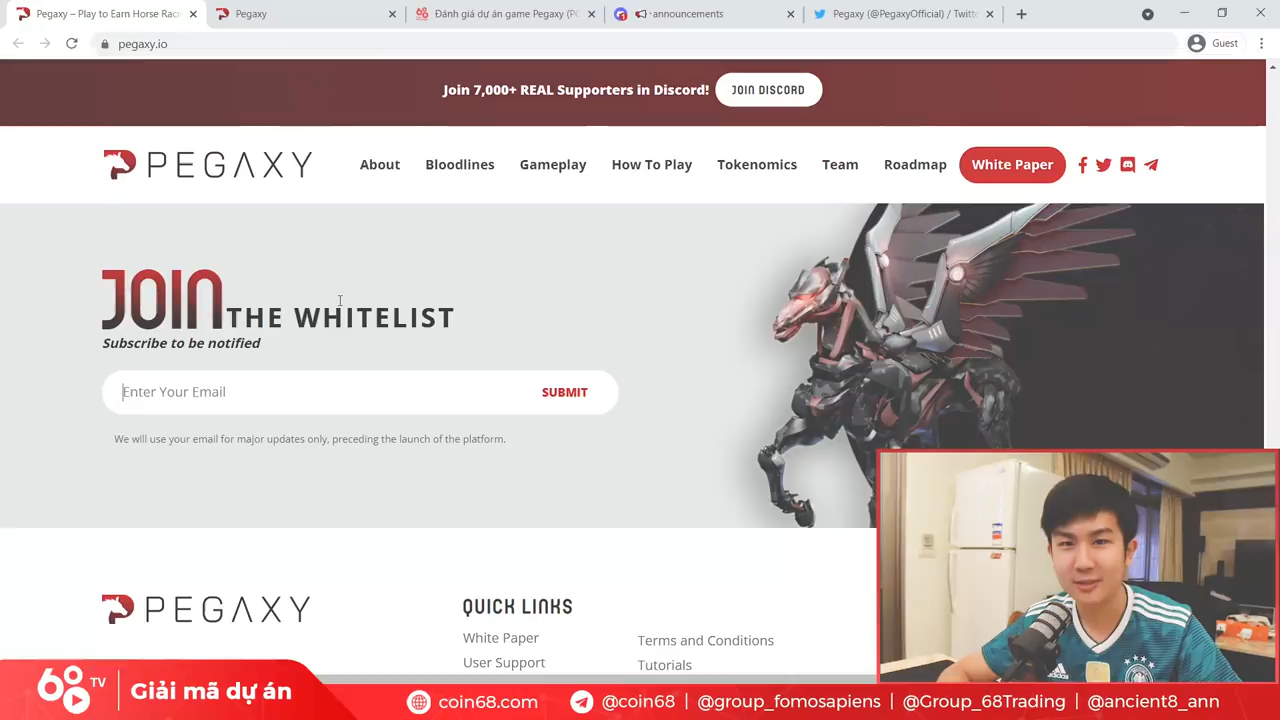 Pegaxy – Play to Earn Horse Raci
Pegaxy
Đánh giá dự án game Pegaxy (P
announcements
Pegaxy (@PegaxyOfficial) / Twitt
pegaxy.io
Guest
Join 7,000+ REAL Supporters in Discord!
JOIN DISCORD
PEGAXY
About
Bloodlines
Gameplay
How To Play
Tokenomics
Team
Roadmap
White Paper
JOIN THE WHITELIST
Subscribe to be notified
Enter Your Email
SUBMIT
We will use your email for major updates only, preceding the launch of the platform.
PEGAXY
QUICK LINKS
White Paper
Terms and Conditions
User Support
Tutorials
68 TV
Giải mã dự án
coin68.com
@coin68 | @group_fomosapiens | @Group_68Trading | @ancient8_ann
adidas